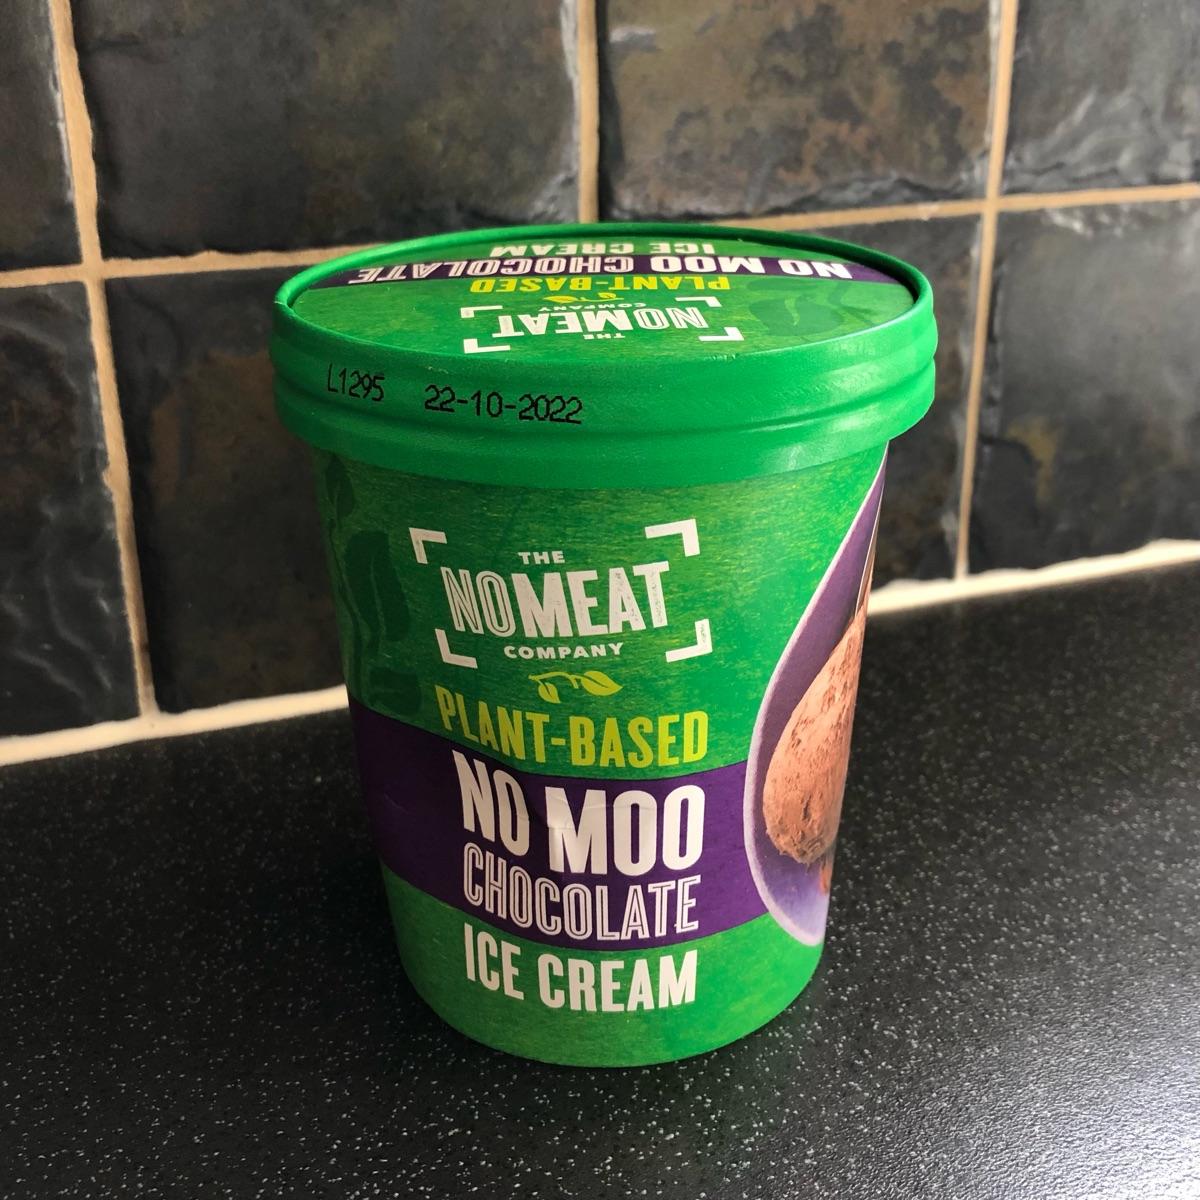 NO MOO CHOCOLATE
ICE CREAM
PLANT-BASED
THE
NOMEAT
COMPANY
L1295 22-10-2022
THE
NOMEAT
COMPANY
PLANT-BASED
NO MOO
CHOCOLATE
ICE CREAM